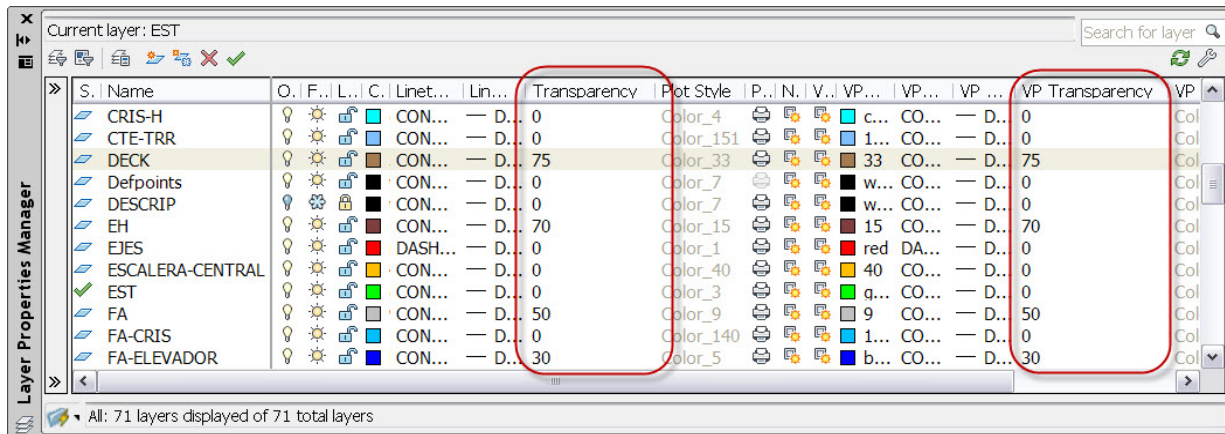 Current layer: EST
Search for layer
S.. Name O.. F... L... C.. Linet... Lin... Transparency Plot Style P... N.. V... VP... VP... VP ... VP Transparency VP
CRIS-H CON... D... 0 Color_4 c... CO... D... 0 Col
CTE-TRR CON... D... 0 Color_151 1... CO... D... 0 Col
DECK CON... D... 75 Color_33 33 CO... D... 75 Col
Defpoints CON... D... 0 Color_7 w... CO... D... 0 Col
DESCRIP CON... D... 0 Color_7 w... CO... D... 0 Col
EH CON... D... 70 Color_15 15 CO... D... 70 Col
EJES DASH... D... 0 Color_1 red DA... D... 0 Col
ESCALERA-CENTRAL CON... D... 0 Color_40 40 CO... D... 0 Col
EST CON... D... 0 Color_3 g... CO... D... 0 Col
FA CON... D... 50 Color_9 9 CO... D... 50 Col
FA-CRIS CON... D... 0 Color_140 1... CO... D... 0 Col
FA-ELEVADOR CON... D... 30 Color_5 b... CO... D... 30 Col
All: 71 layers displayed of 71 total layers
Layer Properties Manager